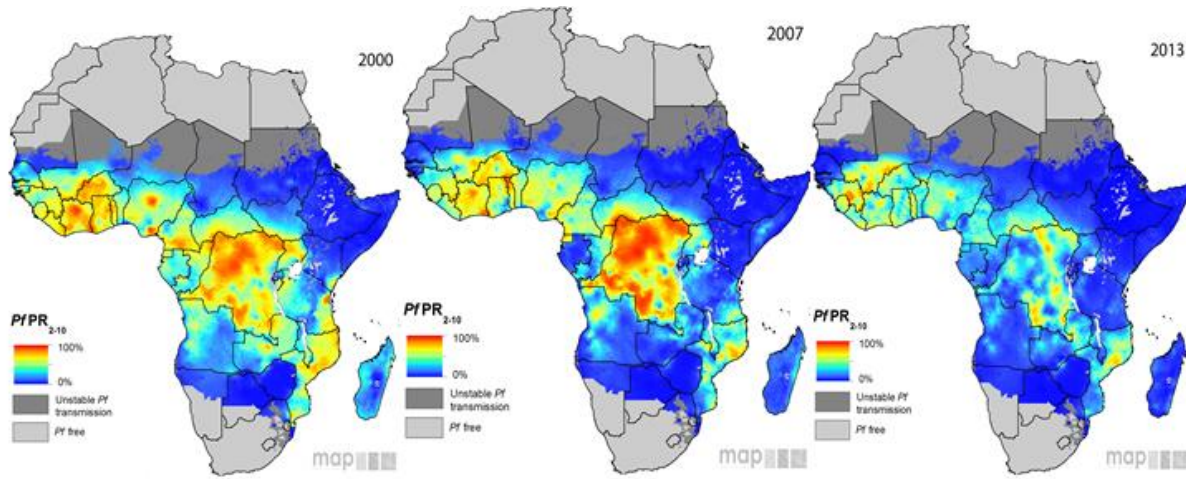 2000
PfPR2-10
100%
0%
Unstable Pf
transmission
Pf free
map
2007
PfPR2-10
100%
0%
Unstable Pf
transmission
Pf free
map
2013
PfPR2-10
100%
0%
Unstable Pf
transmission
Pf free
map